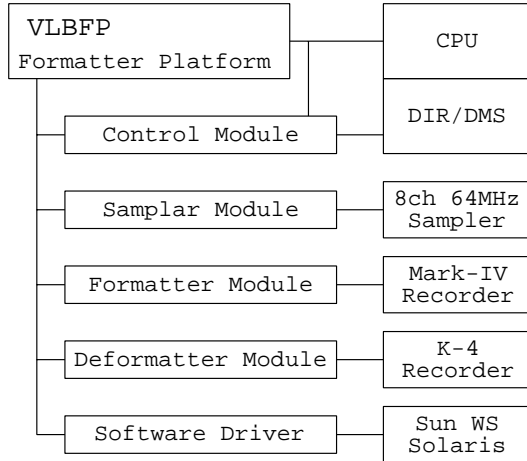 VLBFP
Formatter Platform
CPU
DIR/DMS
Control Module
Samplar Module
8ch 64MHz
Sampler
Formatter Module
Mark-IV
Recorder
Deformatter Module
K-4
Recorder
Software Driver
Sun WS
Solaris